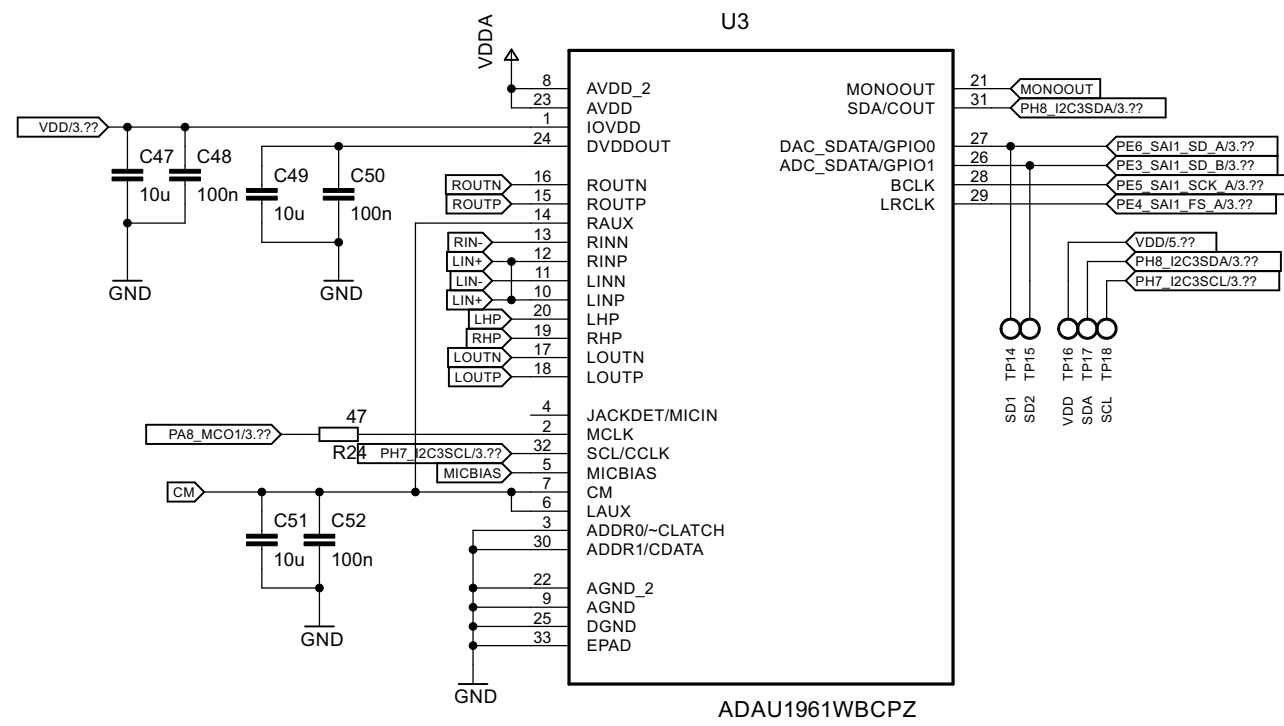 U3
VDDA
8 AVDD_2 MONOOUT 21 MONOOUT
23 AVDD SDA/COUT 31 PH8_I2C3SDA/3.??
VDD/3.?? 1 IOVDD
24 DVDDOUT DAC_SDATA/GPIO0 27 PE6_SAI1_SD_A/3.??
C47 C48 ADC_SDATA/GPIO1 26 PE3_SAI1_SD_B/3.??
10u 100n
C49 C50
10u 100n
ROUTN 16 ROUTN BCLK 28 PE5_SAI1_SCK_A/3.??
ROUTP 15 ROUTP LRCLK 29 PE4_SAI1_FS_A/3.??
14 RAUX
RIN- 13 RINN VDD/5.??
LIN+ 12 RINP PH8_I2C3SDA/3.??
LIN- 11 LINN PH7_I2C3SCL/3.??
LIN+ 10 LINP
GND GND
LHP 20 LHP
RHP 19 RHP
LOUTN 17 LOUTN
LOUTP 18 LOUTP
TP14 TP15 TP16 TP17 TP18
SD1 SD2 VDD SDA SCL
4 JACKDET/MICIN
47
PA8_MCO1/3.?? 2 MCLK
R24 PH7_I2C3SCL/3.?? 32 SCL/CCLK
MICBIAS 5 MICBIAS
CM 7 CM
6 LAUX
C51 C52
10u 100n
3 ADDR0/~CLATCH
30 ADDR1/CDATA
22 AGND_2
9 AGND
25 DGND
33 EPAD
GND
GND
ADAU1961WBCPZ